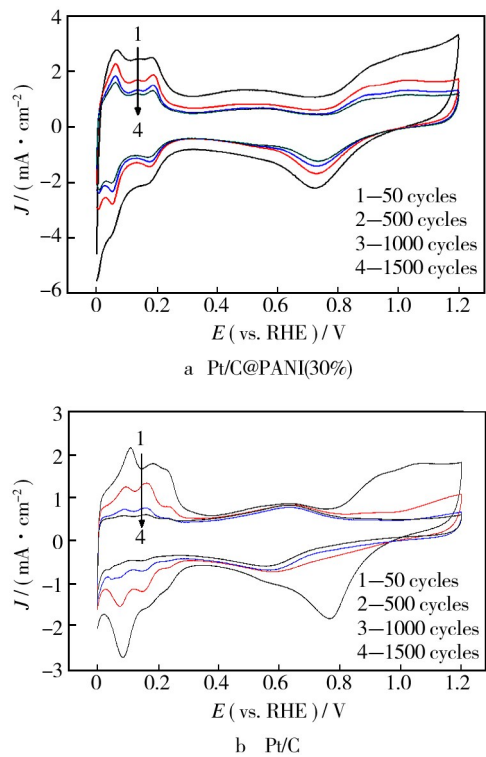 4
2
0
−2
−4
−6
J / ( mA · cm⁻² )
1
4
1—50 cycles
2—500 cycles
3—1000 cycles
4—1500 cycles
0 0.2 0.4 0.6 0.8 1.0 1.2
E ( vs. RHE ) / V
a Pt/C@PANI(30%)
3
2
1
0
−1
−2
−3
J / ( mA · cm⁻² )
1
4
1—50 cycles
2—500 cycles
3—1000 cycles
4—1500 cycles
0 0.2 0.4 0.6 0.8 1.0 1.2
E ( vs. RHE ) / V
b Pt/C